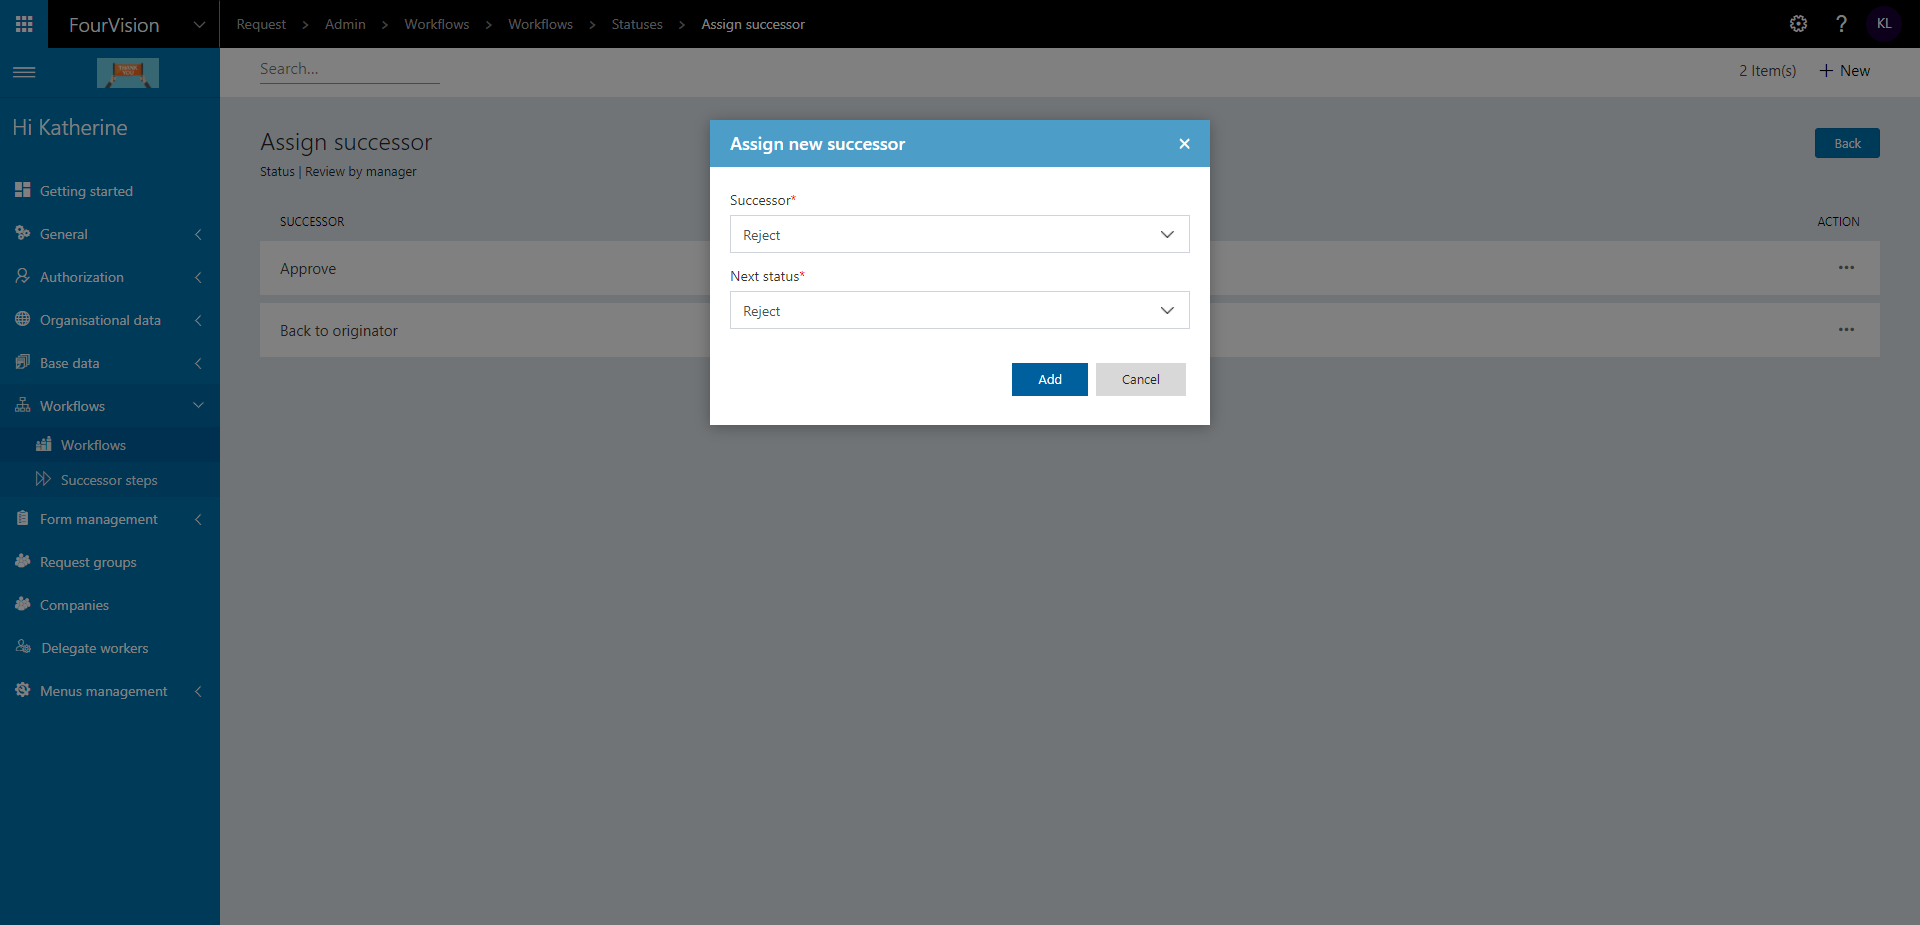 FourVision
Request > Admin > Workflows > Workflows > Statuses > Assign successor
? KL
THANK
YOU
Search...
2 Item(s) + New
Hi Katherine
Getting started
General
Authorization
Organisational data
Base data
Workflows
Workflows
Successor steps
Form management
Request groups
Companies
Delegate workers
Menus management
Assign successor
Status | Review by manager
Back
SUCCESSOR
ACTION
Approve
Back to originator
Assign new successor
Successor*
Reject
Next status*
Reject
Add
Cancel